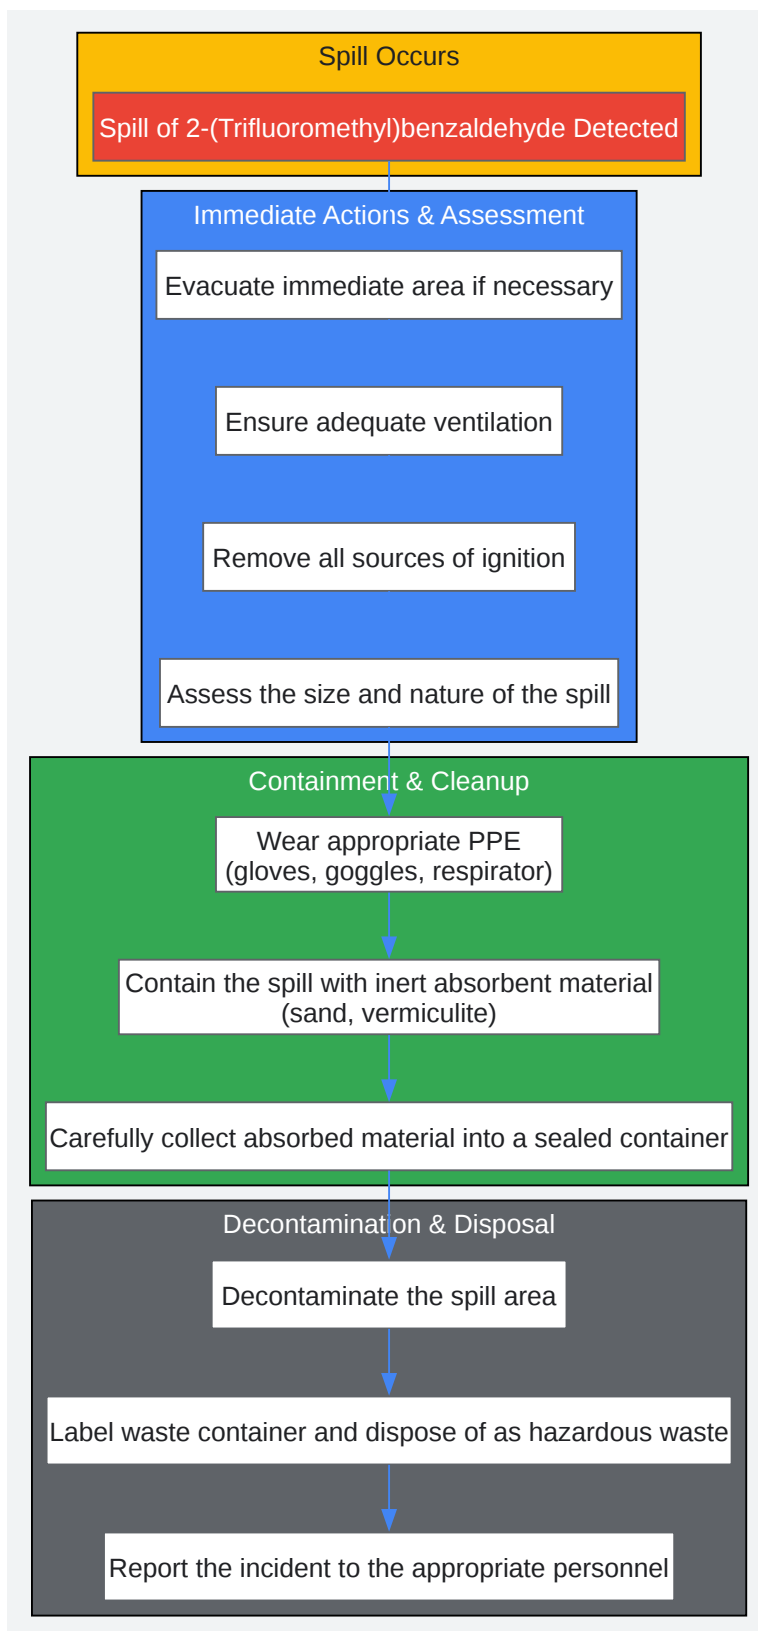 Spill Occurs
Spill of 2-(Trifluoromethyl)benzaldehyde Detected
Immediate Actions & Assessment
Evacuate immediate area if necessary
Ensure adequate ventilation
Remove all sources of ignition
Assess the size and nature of the spill
Containment & Cleanup
Wear appropriate PPE
(gloves, goggles, respirator)
Contain the spill with inert absorbent material
(sand, vermiculite)
Carefully collect absorbed material into a sealed container
Decontamination & Disposal
Decontaminate the spill area
Label waste container and dispose of as hazardous waste
Report the incident to the appropriate personnel